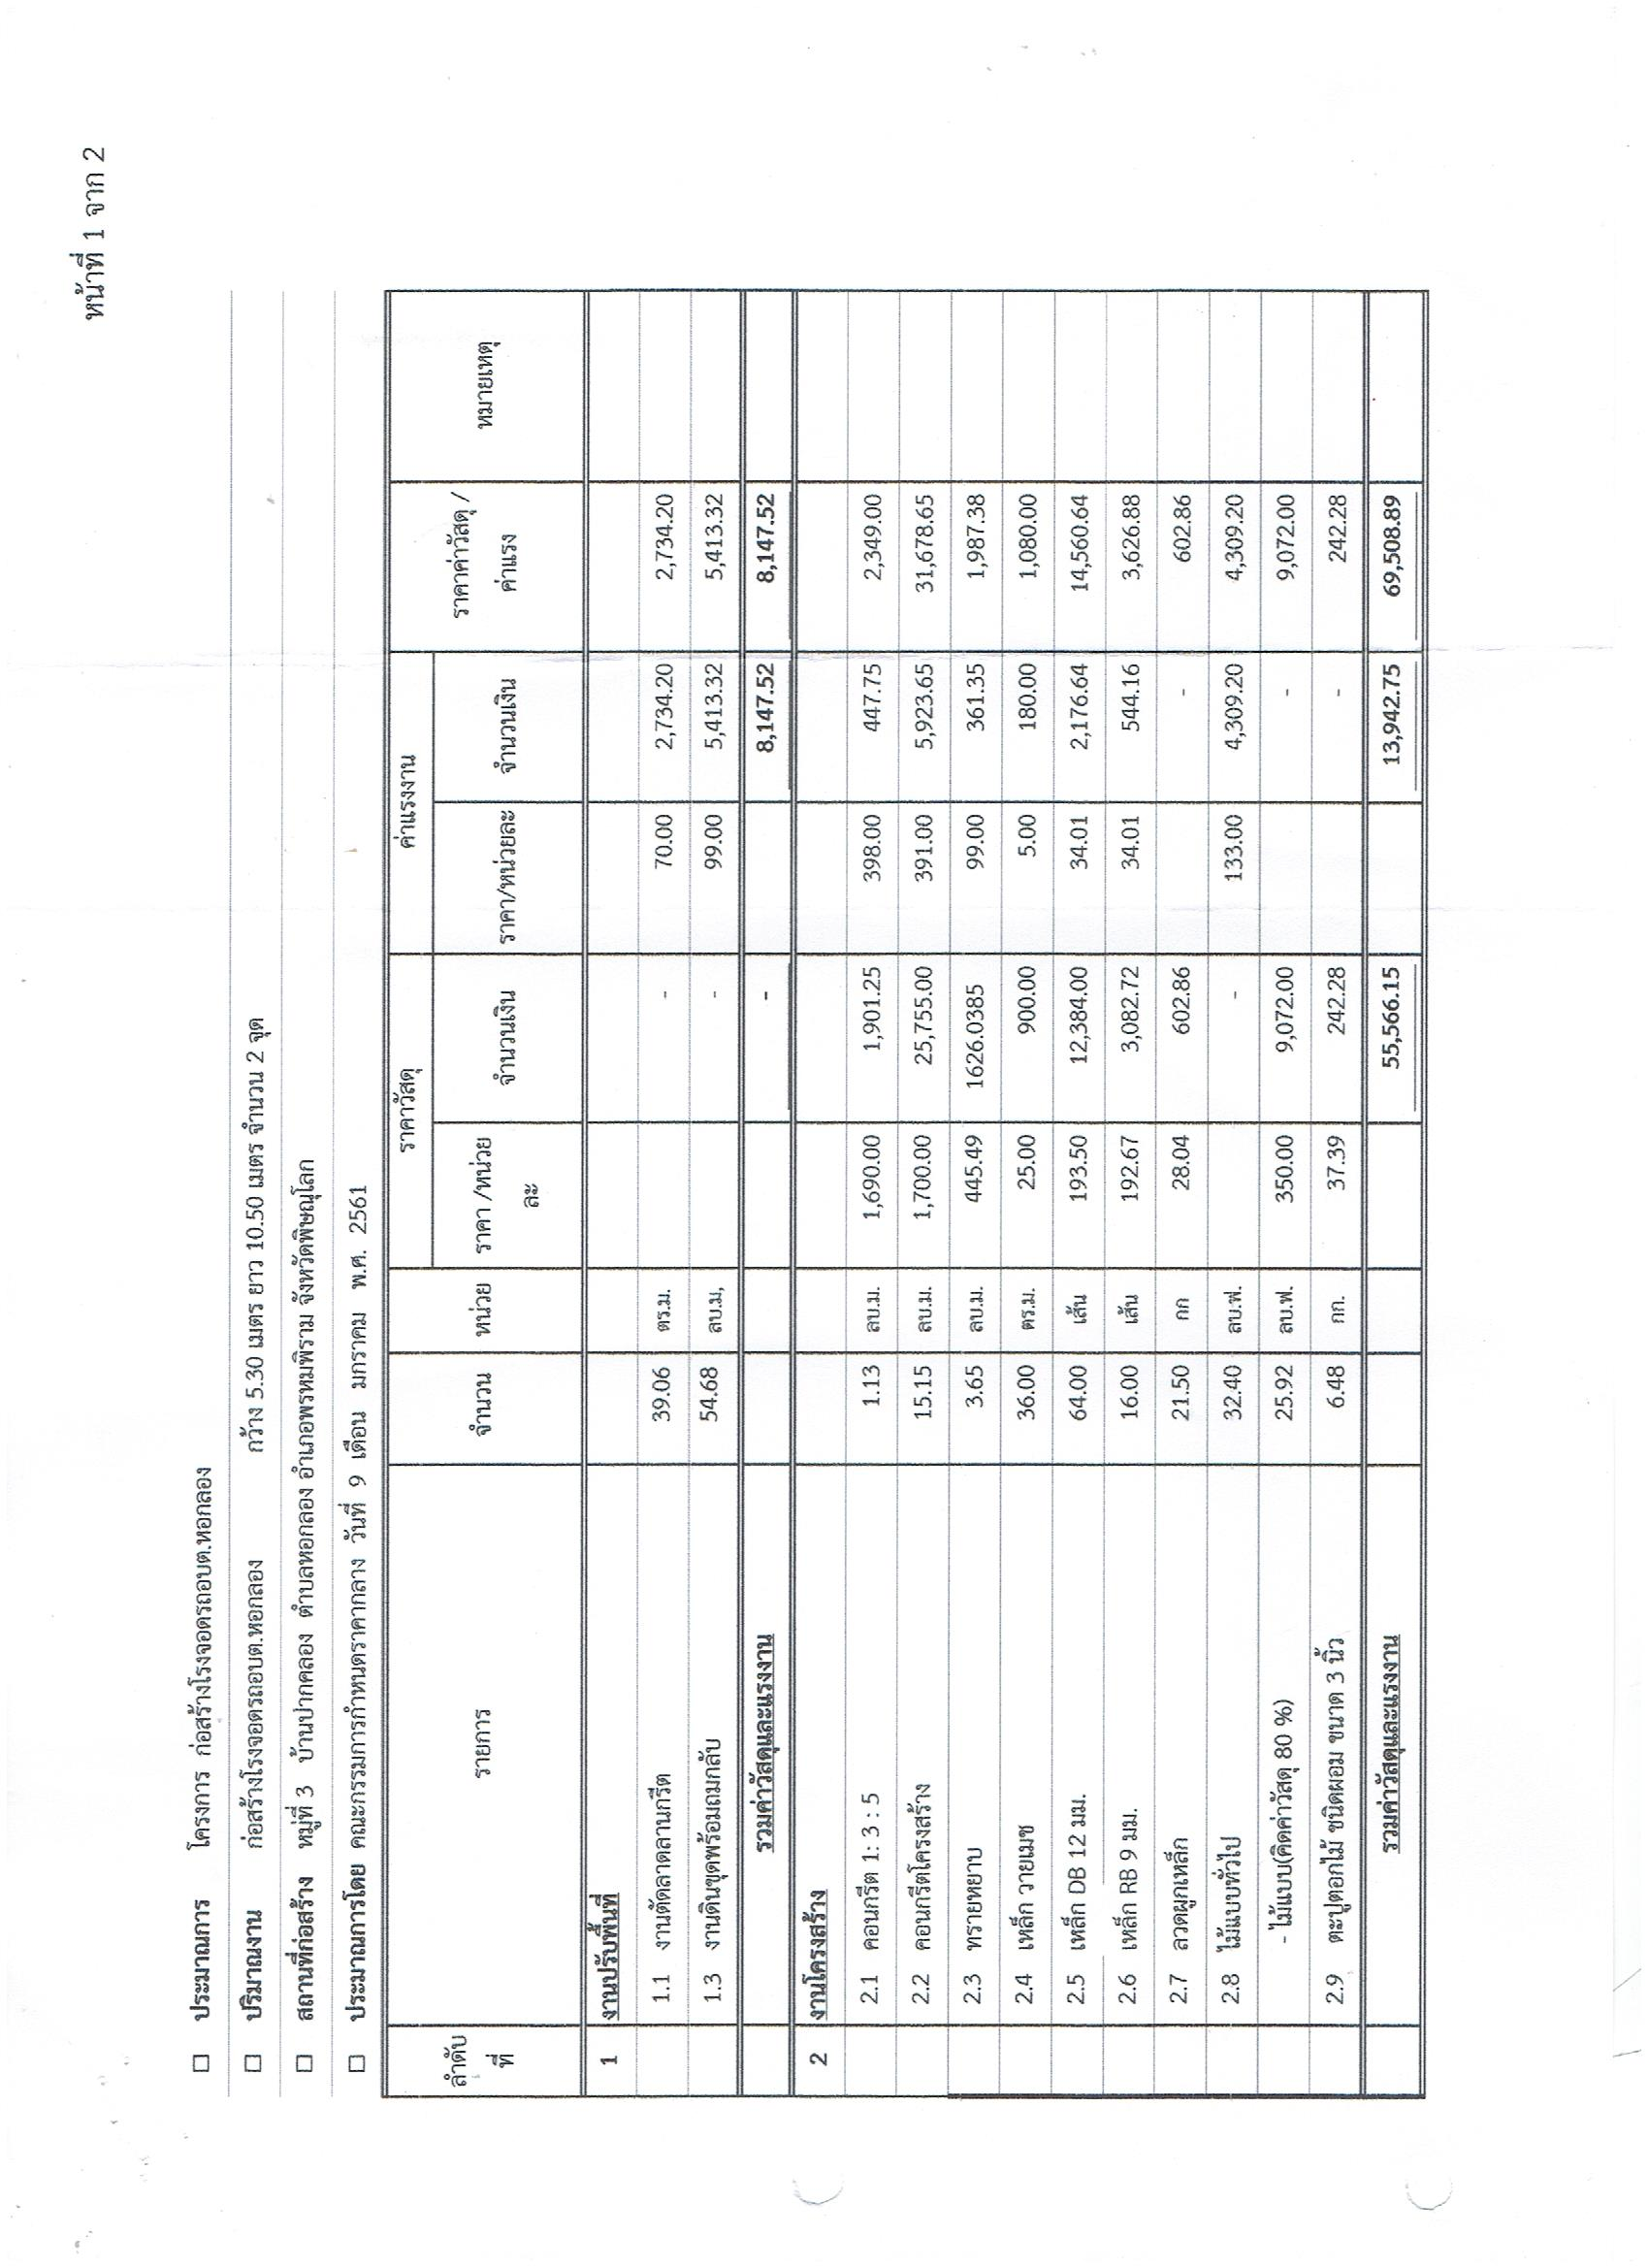 หน้าที่ 1 จาก 2
☐ ประมาณการ โครงการ ก่อสร้างโรงจอดรถอบต.หอกลอง
☐ ปริมาณงาน ก่อสร้างโรงจอดรถอบต.หอกลอง กว้าง 5.30 เมตร ยาว 10.50 เมตร จำนวน 2 จุด
☐ สถานที่ก่อสร้าง หมู่ที่ 3 บ้านปากคลอง ตำบลหอกลอง อำเภอพรหมพิราม จังหวัดพิษณุโลก
☐ ประมาณการโดย คณะกรรมการกำหนดราคากลาง วันที่ 9 เดือน มกราคม พ.ศ. 2561
ลำดับที่ รายการ จำนวน หน่วย ราคาวัสดุ ค่าแรงงาน ราคาค่าวัสดุ / ค่าแรง หมายเหตุ
ราคา /หน่วยละ จำนวนเงิน ราคา/หน่วยละ จำนวนเงิน
1 งานปรับพื้นที่
1.1 งานตัดลาดลานกรีต 39.06 ตร.ม. - 70.00 2,734.20 2,734.20
1.3 งานดินขุดพร้อมถมกลับ 54.68 ลบ.ม, - 99.00 5,413.32 5,413.32
รวมค่าวัสดุและแรงงาน - 8,147.52 8,147.52
2 งานโครงสร้าง
2.1 คอนกรีต 1: 3 : 5 1.13 ลบ.ม. 1,690.00 1,901.25 398.00 447.75 2,349.00
2.2 คอนกรีตโครงสร้าง 15.15 ลบ.ม. 1,700.00 25,755.00 391.00 5,923.65 31,678.65
2.3 ทรายหยาบ 3.65 ลบ.ม. 445.49 1626.0385 99.00 361.35 1,987.38
2.4 เหล็ก วายเมช 36.00 ตร.ม. 25.00 900.00 5.00 180.00 1,080.00
2.5 เหล็ก DB 12 มม. 64.00 เส้น 193.50 12,384.00 34.01 2,176.64 14,560.64
2.6 เหล็ก RB 9 มม. 16.00 เส้น 192.67 3,082.72 34.01 544.16 3,626.88
2.7 ลวดผูกเหล็ก 21.50 กก 28.04 602.86 - 602.86
2.8 ไม้แบบทั่วไป 32.40 ลบ.ฟ. - 133.00 4,309.20 4,309.20
- ไม้แบบ(คิดค่าวัสดุ 80 %) 25.92 ลบ.ฟ. 350.00 9,072.00 - 9,072.00
2.9 ตะปูตอกไม้ ชนิดผอม ขนาด 3 นิ้ว 6.48 กก. 37.39 242.28 - 242.28
รวมค่าวัสดุและแรงงาน 55,566.15 13,942.75 69,508.89